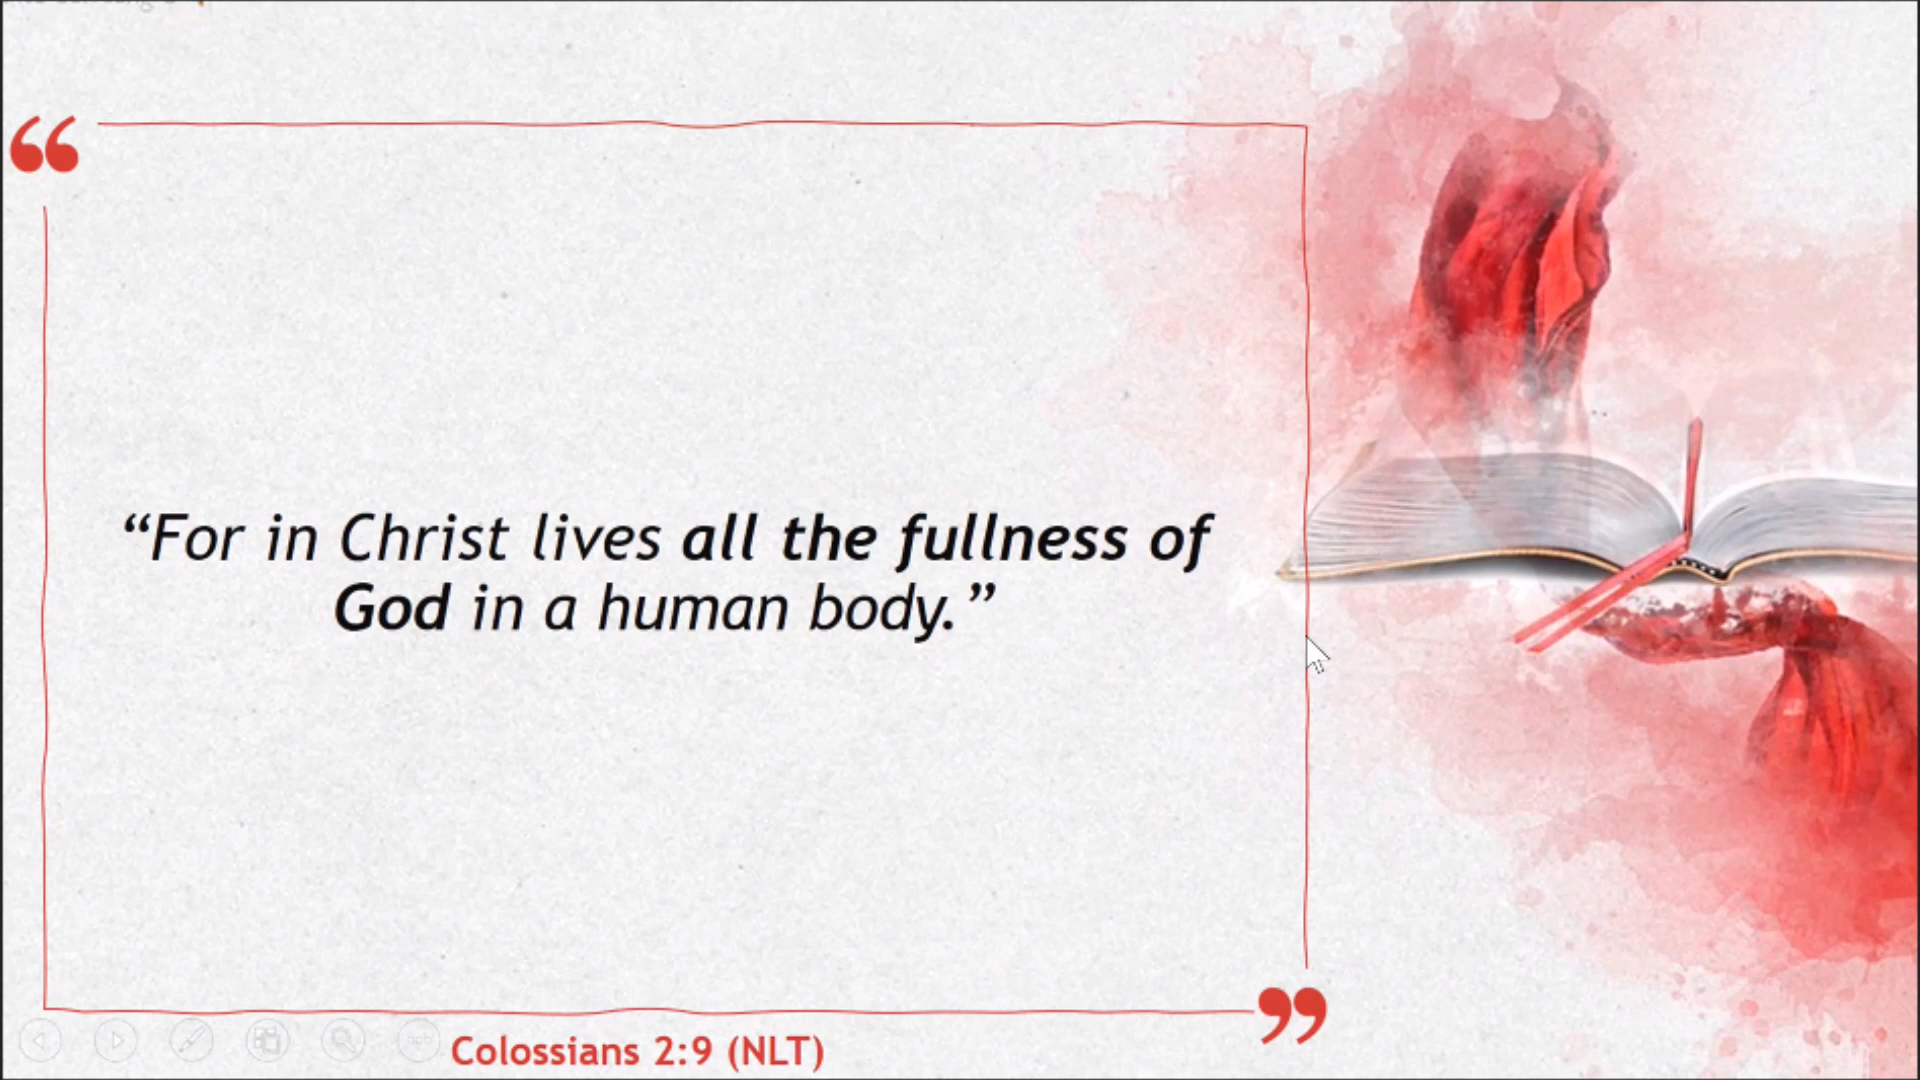 “For in Christ lives all the fullness of
God in a human body.”
Colossians 2:9 (NLT)